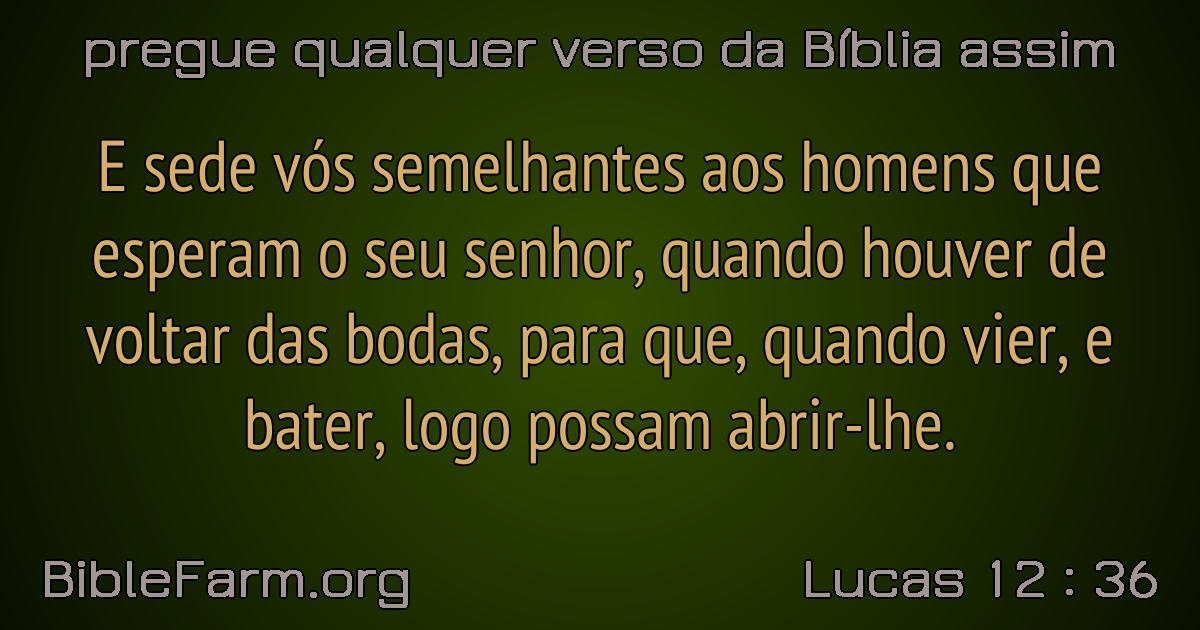 pregue qualquer verso da Bíblia assim
E sede vós semelhantes aos homens que
esperam o seu senhor, quando houver de
voltar das bodas, para que, quando vier, e
bater, logo possam abrir-lhe.
BibleFarm.org
Lucas 12 : 36